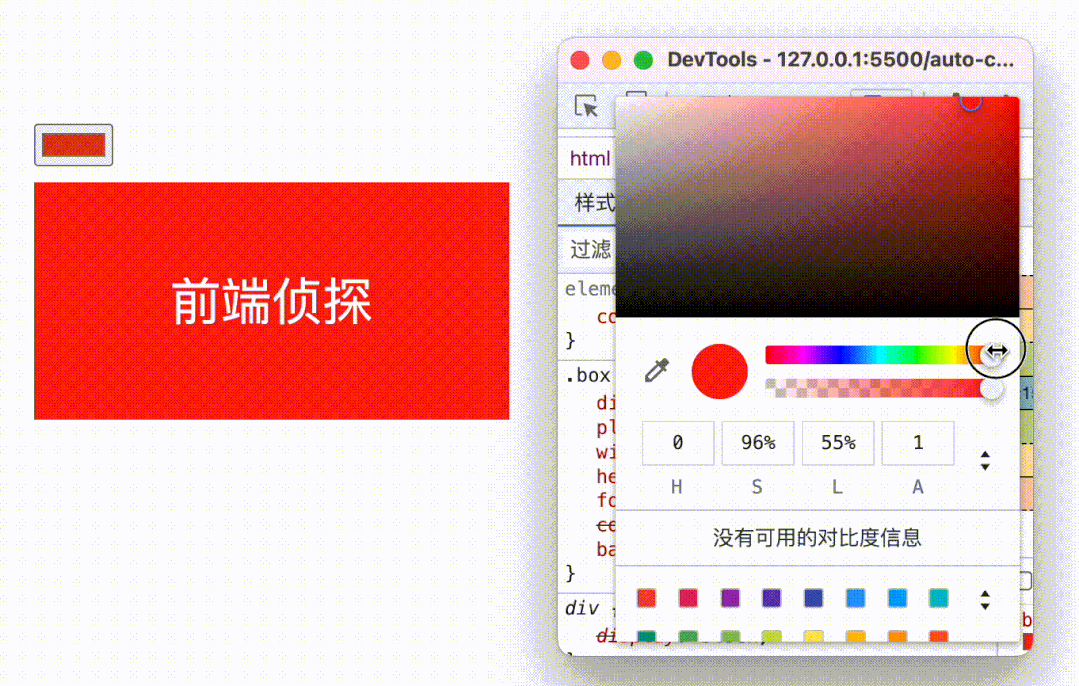 前端侦探
DevTools - 127.0.0.1:5500/auto-c...
html
样式
过滤
eleme
co
}
.box
di
pl
wi
he
fo
co
ba
}
div
display
0 96% 55% 1
H S L A
没有可用的对比度信息